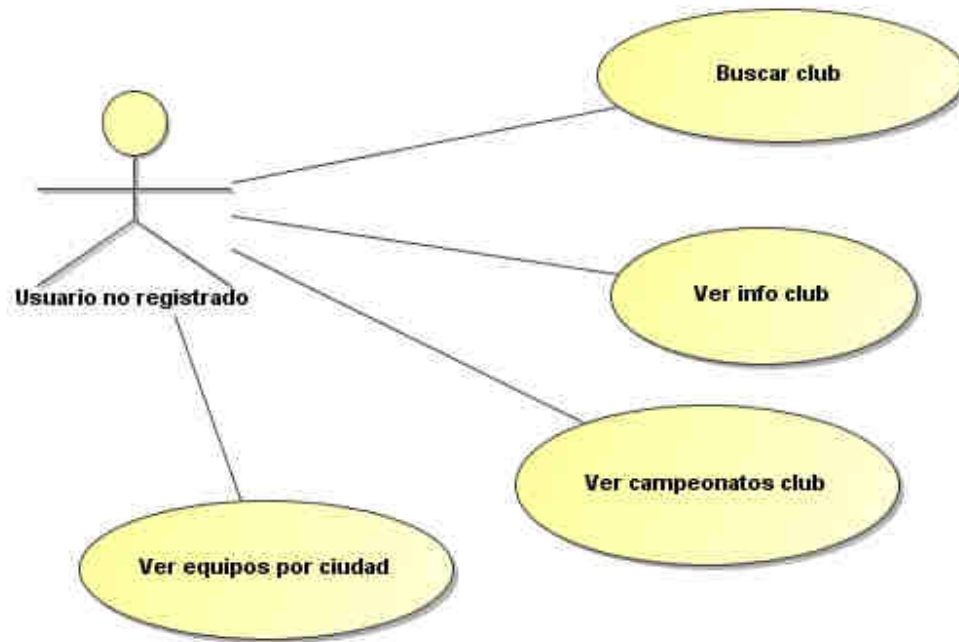 Buscar club
Usuario no registrado
Ver info club
Ver campeonatos club
Ver equipos por ciudad